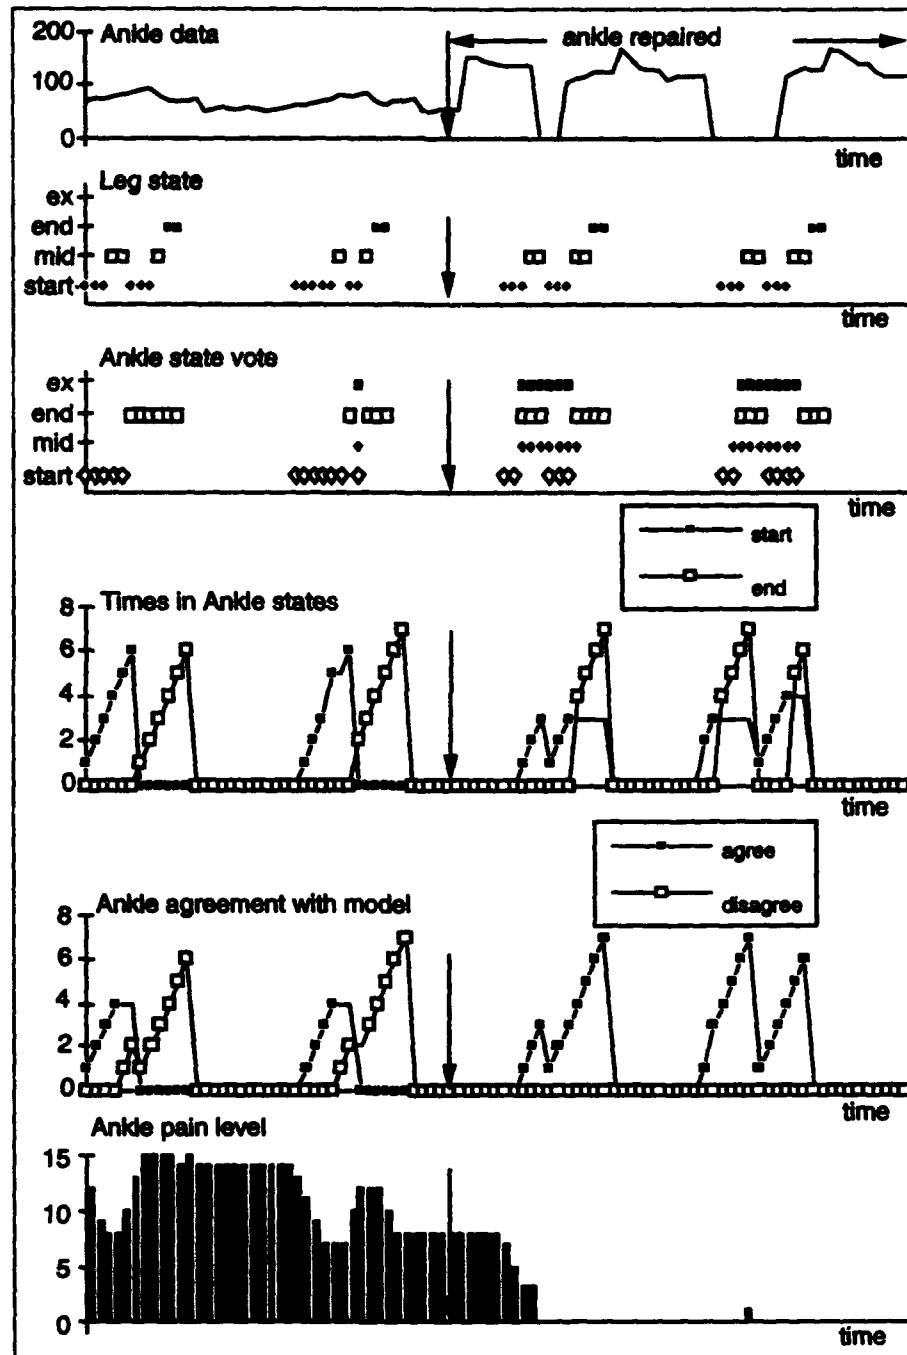 200 Ankle data ankle repaired
100
0
time
Leg state
ex
end
mid
start
time
Ankle state vote
ex
end
mid
start
time
start
end
Times in Ankle states
8
6
4
2
0
time
agree
disagree
Ankle agreement with model
8
6
4
2
0
time
Ankle pain level
15
10
5
0
time